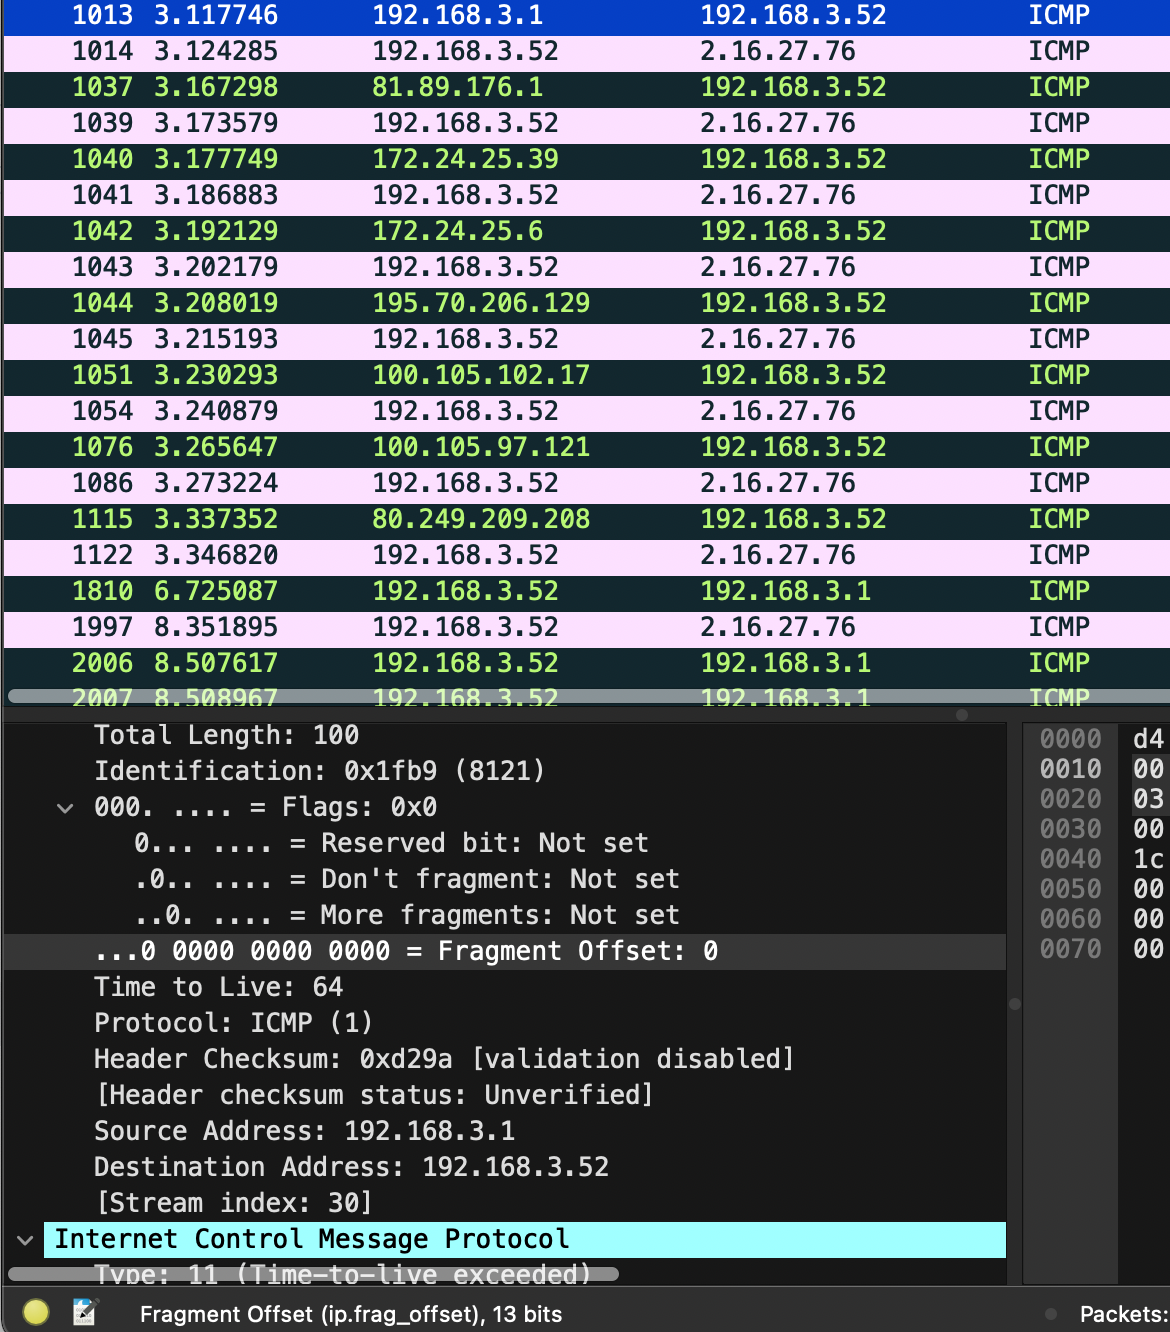 1013 3.117746 192.168.3.1 192.168.3.52 ICMP
1014 3.124285 192.168.3.52 2.16.27.76 ICMP
1037 3.167298 81.89.176.1 192.168.3.52 ICMP
1039 3.173579 192.168.3.52 2.16.27.76 ICMP
1040 3.177749 172.24.25.39 192.168.3.52 ICMP
1041 3.186883 192.168.3.52 2.16.27.76 ICMP
1042 3.192129 172.24.25.6 192.168.3.52 ICMP
1043 3.202179 192.168.3.52 2.16.27.76 ICMP
1044 3.208019 195.70.206.129 192.168.3.52 ICMP
1045 3.215193 192.168.3.52 2.16.27.76 ICMP
1051 3.230293 100.105.102.17 192.168.3.52 ICMP
1054 3.240879 192.168.3.52 2.16.27.76 ICMP
1076 3.265647 100.105.97.121 192.168.3.52 ICMP
1086 3.273224 192.168.3.52 2.16.27.76 ICMP
1115 3.337352 80.249.209.208 192.168.3.52 ICMP
1122 3.346820 192.168.3.52 2.16.27.76 ICMP
1810 6.725087 192.168.3.52 192.168.3.1 ICMP
1997 8.351895 192.168.3.52 2.16.27.76 ICMP
2006 8.507617 192.168.3.52 192.168.3.1 ICMP
2007 8.508967 192.168.3.52 192.168.3.1 ICMP
Total Length: 100
Identification: 0x1fb9 (8121)
000. .... = Flags: 0x0
0... .... = Reserved bit: Not set
.0.. .... = Don't fragment: Not set
..0. .... = More fragments: Not set
...0 0000 0000 0000 = Fragment Offset: 0
Time to Live: 64
Protocol: ICMP (1)
Header Checksum: 0xd29a [validation disabled]
[Header checksum status: Unverified]
Source Address: 192.168.3.1
Destination Address: 192.168.3.52
[Stream index: 30]
Internet Control Message Protocol
Type: 11 (Time-to-live exceeded)
0000 d4
0010 00
0020 03
0030 00
0040 1c
0050 00
0060 00
0070 00
Fragment Offset (ip.frag_offset), 13 bits
Packets: